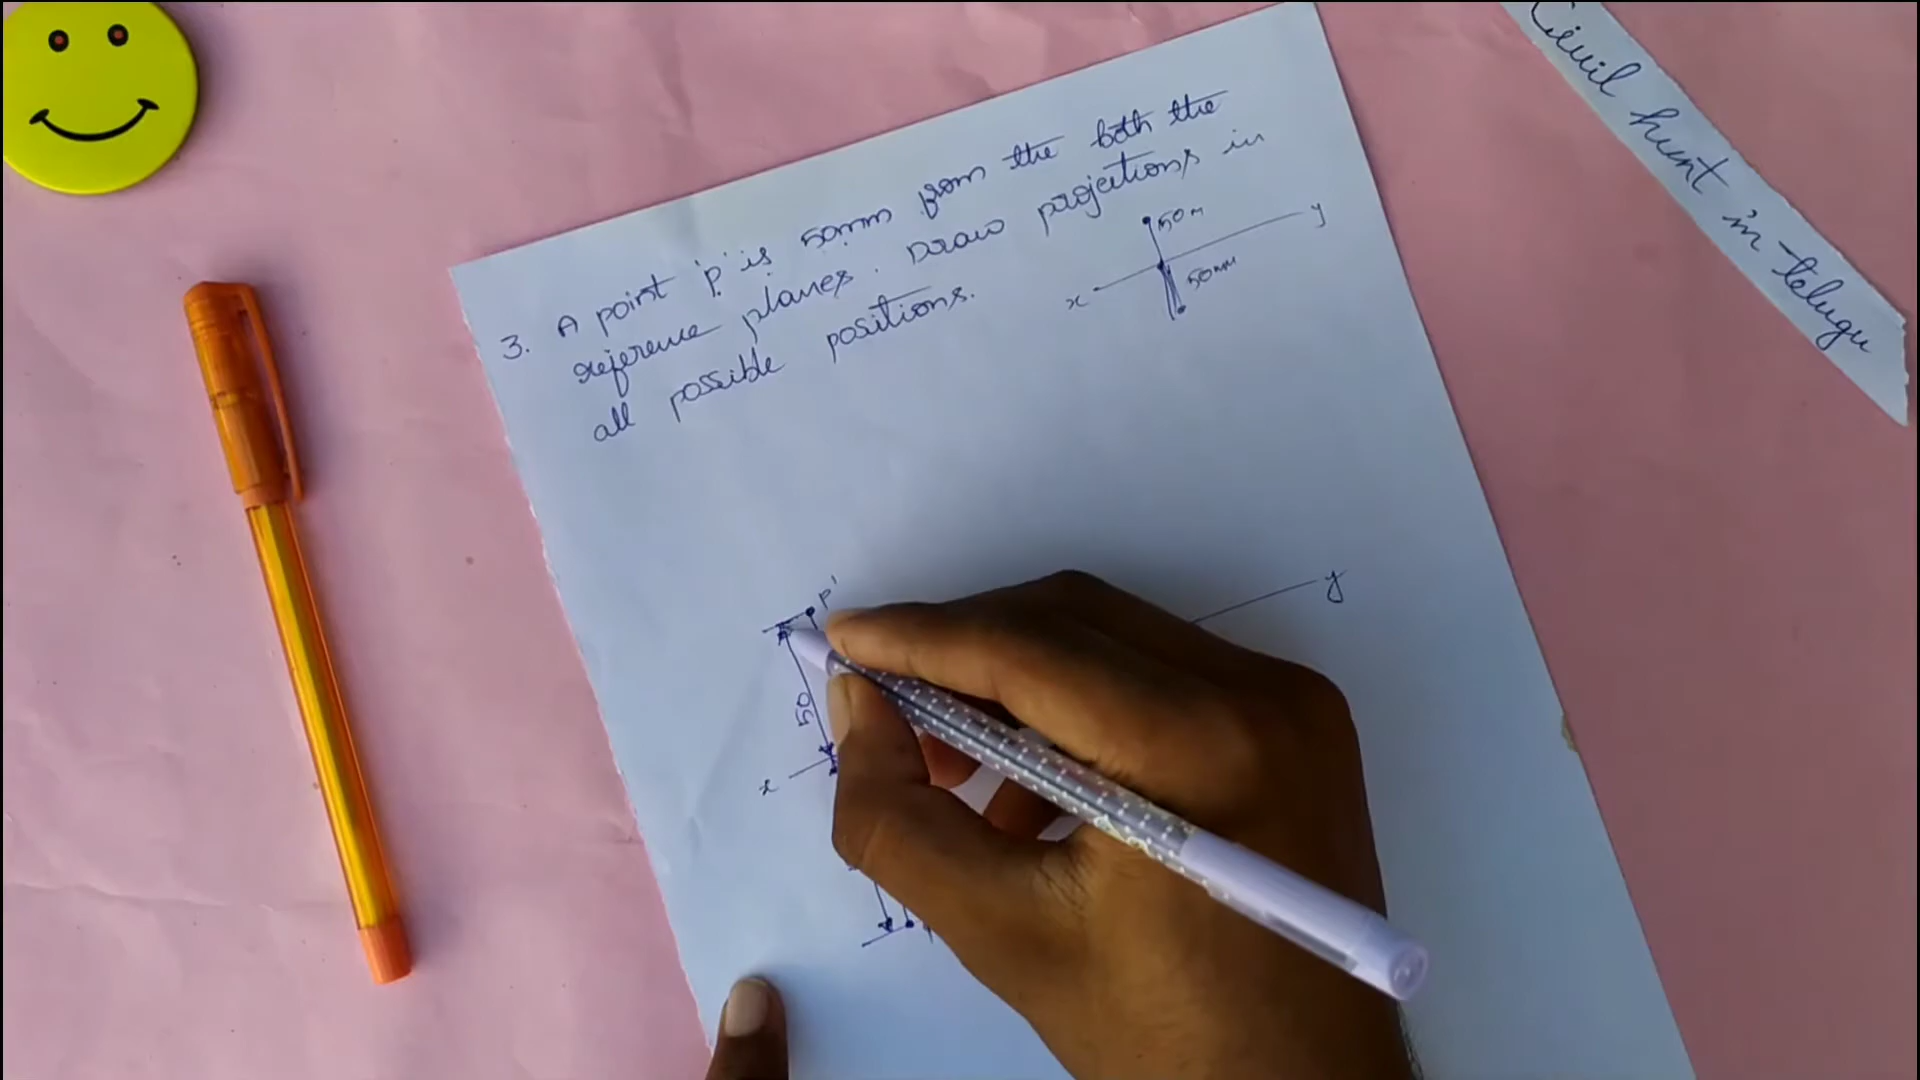 3. A point 'p' is 50mm from the both the
reference planes. Draw projections in
all possible positions.
50m
y
x
50mm
p'
y
50
x
Civil hunt in telugu